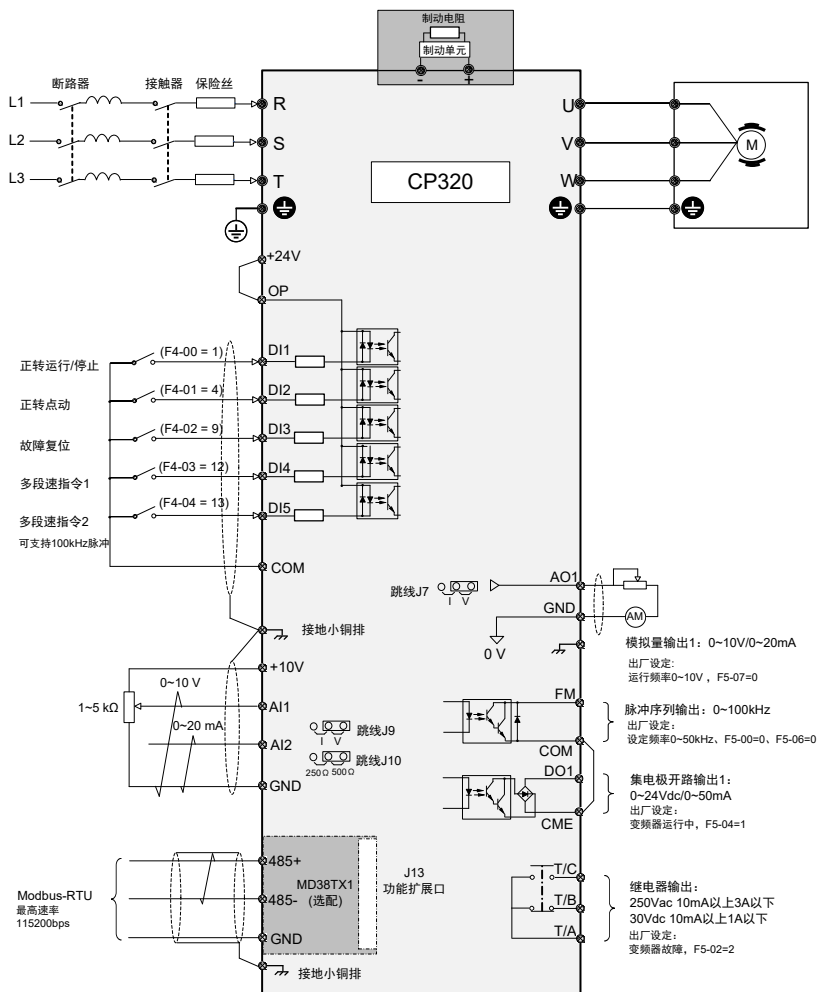 制动电阻
制动单元
- +
断路器 接触器 保险丝
L1
R
U
L2
S
V
M
L3
T
W
CP320
+24V
OP
正转运行/停止
(F4-00 = 1)
DI1
正转点动
(F4-01 = 4)
DI2
故障复位
(F4-02 = 9)
DI3
多段速指令1
(F4-03 = 12)
DI4
多段速指令2
(F4-04 = 13)
DI5
可支持100kHz脉冲
COM
接地小铜排
跳线J7
I V
AO1
GND
AM
0 V
模拟量输出1：0~10V/0~20mA
出厂设定:
运行频率0~10V ，F5-07=0
+10V
0~10 V
1~5 kΩ
AI1
0~20 mA
AI2
GND
I V
跳线J9
跳线J10
250Ω 500Ω
FM
COM
脉冲序列输出：0~100kHz
出厂设定：
设定频率0~50kHz、F5-00=0、F5-06=0
DO1
CME
集电极开路输出1：
0~24Vdc/0~50mA
出厂设定：
变频器运行中，F5-04=1
T/C
T/B
T/A
继电器输出：
250Vac 10mA以上3A以下
30Vdc 10mA以上1A以下
出厂设定：
变频器故障，F5-02=2
Modbus-RTU
最高速率
115200bps
485+
485-
GND
MD38TX1
(选配)
J13
功能扩展口
接地小铜排